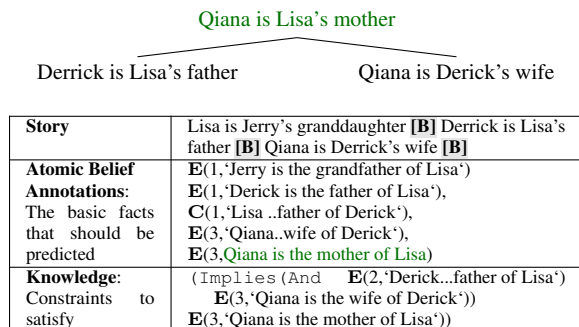 Qiana is Lisa's mother
Derrick is Lisa's father
Qiana is Derick's wife
Story
Lisa is Jerry's granddaughter [B] Derrick is Lisa's
father [B] Qiana is Derrick's wife [B]
Atomic Belief
Annotations:
The basic facts
that should be
predicted
E(1,‘Jerry is the grandfather of Lisa‘)
E(1,‘Derick is the father of Lisa‘),
C(1,‘Lisa ..father of Derick‘),
E(3,‘Qiana..wife of Derick‘),
E(3,Qiana is the mother of Lisa)
Knowledge:
Constraints to
satisfy
(Implies(And E(2,‘Derick...father of Lisa‘)
E(3,‘Qiana is the wife of Derick‘))
E(3,‘Qiana is the mother of Lisa‘))